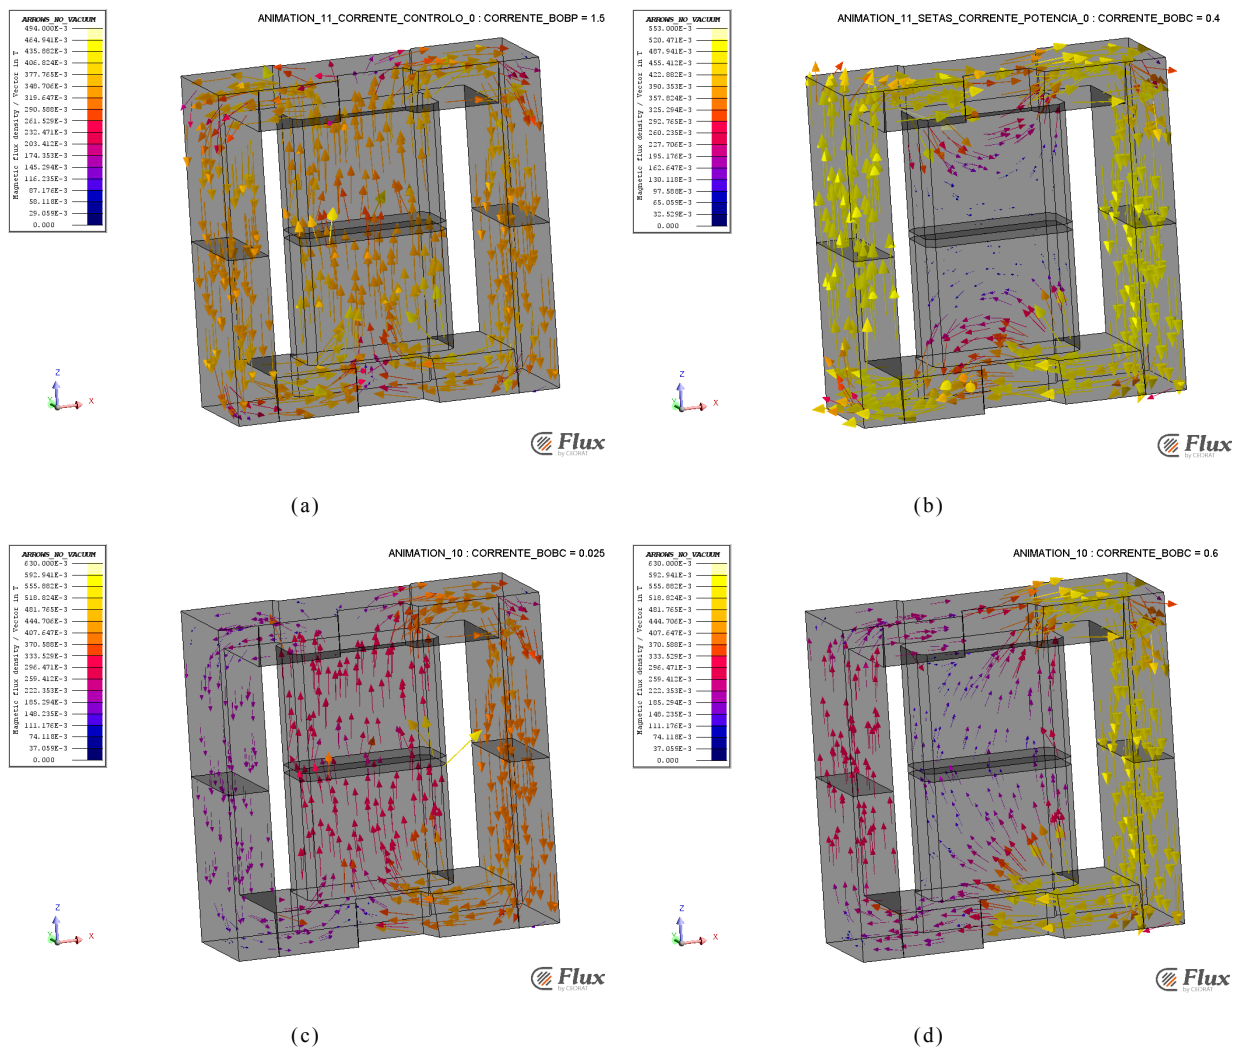 ARROWS_NO_VACUUM
Magnetic flux density / Vector in T
494.000E-3
464.941E-3
435.882E-3
406.824E-3
377.765E-3
348.706E-3
319.647E-3
290.588E-3
261.529E-3
232.471E-3
203.412E-3
174.353E-3
145.294E-3
116.235E-3
87.176E-3
58.118E-3
29.059E-3
0.000
ANIMATION_11_CORRENTE_CONTROLO_0 : CORRENTE_BOBP = 1.5
Z
Y
X
Flux
by CEDRAT
(a)
ARROWS_NO_VACUUM
Magnetic flux density / Vector in T
553.000E-3
520.471E-3
487.941E-3
455.412E-3
422.882E-3
390.353E-3
357.824E-3
325.294E-3
292.765E-3
260.235E-3
227.706E-3
195.176E-3
162.647E-3
130.118E-3
97.588E-3
65.059E-3
32.529E-3
0.000
ANIMATION_11_SETAS_CORRENTE_POTENCIA_0 : CORRENTE_BOBC = 0.4
Z
Y
X
Flux
by CEDRAT
(b)
ARROWS_NO_VACUUM
Magnetic flux density / Vector in T
630.000E-3
592.941E-3
555.882E-3
518.824E-3
481.765E-3
444.706E-3
407.647E-3
370.588E-3
333.529E-3
296.471E-3
259.412E-3
222.353E-3
185.294E-3
148.235E-3
111.176E-3
74.118E-3
37.059E-3
0.000
ANIMATION_10 : CORRENTE_BOBC = 0.025
Z
Y
X
Flux
by CEDRAT
(c)
ARROWS_NO_VACUUM
Magnetic flux density / Vector in T
630.000E-3
592.941E-3
555.882E-3
518.824E-3
481.765E-3
444.706E-3
407.647E-3
370.588E-3
333.529E-3
296.471E-3
259.412E-3
222.353E-3
185.294E-3
148.235E-3
111.176E-3
74.118E-3
37.059E-3
0.000
ANIMATION_10 : CORRENTE_BOBC = 0.6
Z
Y
X
Flux
by CEDRAT
(d)